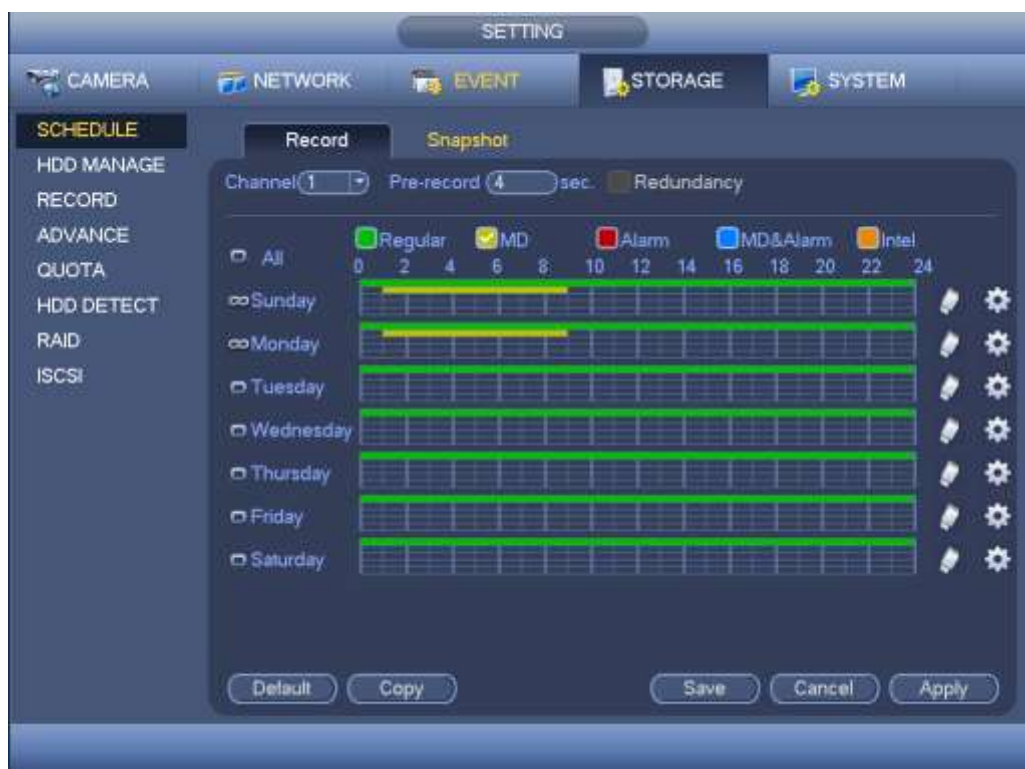 SETTING
CAMERA NETWORK EVENT STORAGE SYSTEM
SCHEDULE
HDD MANAGE
RECORD
ADVANCE
QUOTA
HDD DETECT
RAID
ISCSI
Record Snapshot
Channel 1 Pre-record 4 sec. Redundancy
Regular MD Alarm MD&Alarm Intel
All
0 2 4 6 8 10 12 14 16 18 20 22 24
Sunday
Monday
Tuesday
Wednesday
Thursday
Friday
Saturday
Default Copy Save Cancel Apply